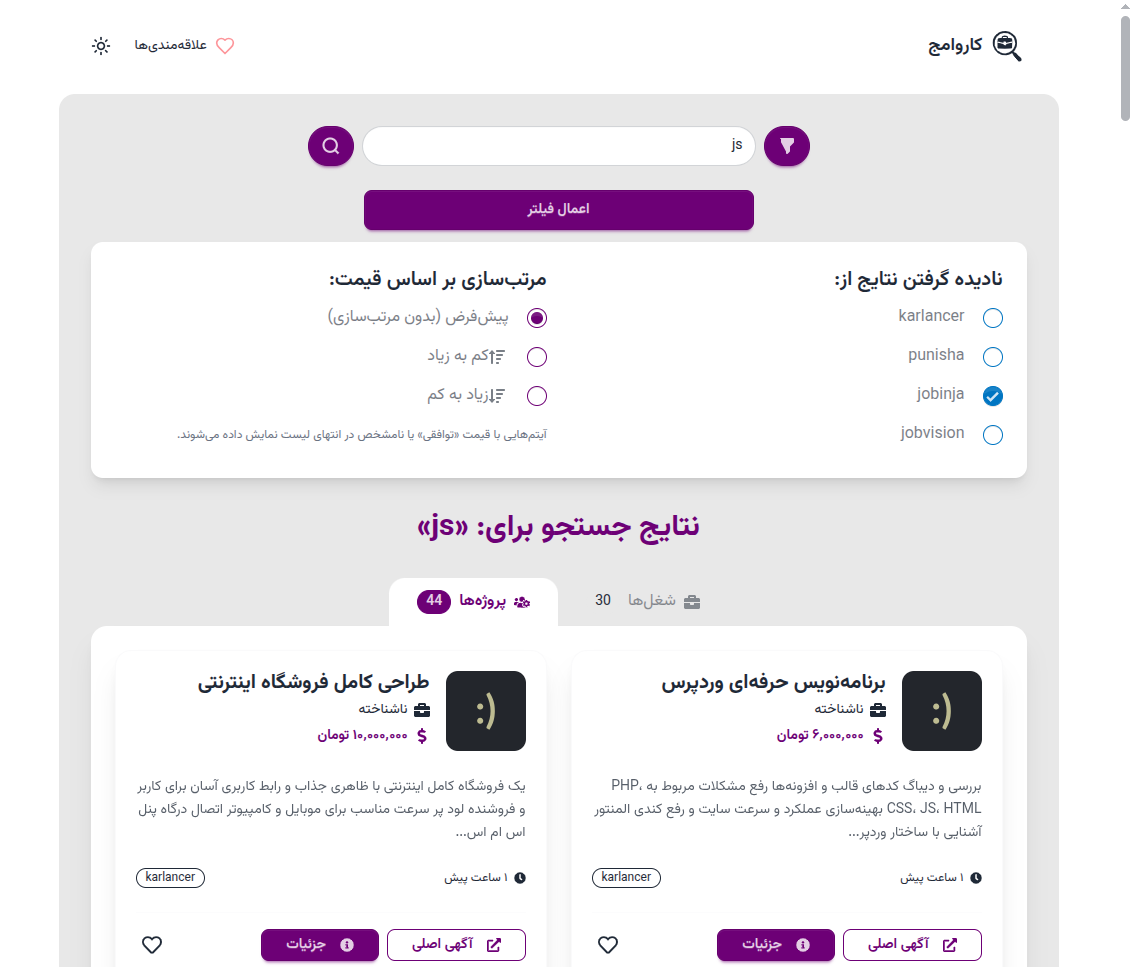 کاروامج
علاقه‌مندی‌ها
js
اعمال فیلتر
نادیده گرفتن نتایج از:
karlancer
punisha
jobinja
jobvision
مرتب‌سازی بر اساس قیمت:
پیش‌فرض (بدون مرتب‌سازی)
کم به زیاد
زیاد به کم
آیتم‌هایی با قیمت «توافقی» یا نامشخص در انتهای لیست نمایش داده می‌شوند.
نتایج جستجو برای: «js»
شغل‌ها 30
پروژه‌ها 44
برنامه‌نویس حرفه‌ای وردپرس
:)
ناشناخته
۶,۰۰۰,۰۰۰ تومان
بررسی و دیباگ کدهای قالب و افزونه‌ها رفع مشکلات مربوط به PHP،
CSS، JS، HTML بهینه‌سازی عملکرد و سرعت سایت و رفع کندی المنتور
آشنایی با ساختار وردپر...
۱ ساعت پیش
karlancer
آگهی اصلی
جزئیات
طراحی کامل فروشگاه اینترنتی
:)
ناشناخته
۱۰,۰۰۰,۰۰۰ تومان
یک فروشگاه کامل اینترنتی با ظاهری جذاب و رابط کاربری آسان برای کاربر
و فروشنده لود پر سرعت مناسب برای موبایل و کامپیوتر اتصال درگاه پنل
اس ام اس...
۱ ساعت پیش
karlancer
آگهی اصلی
جزئیات